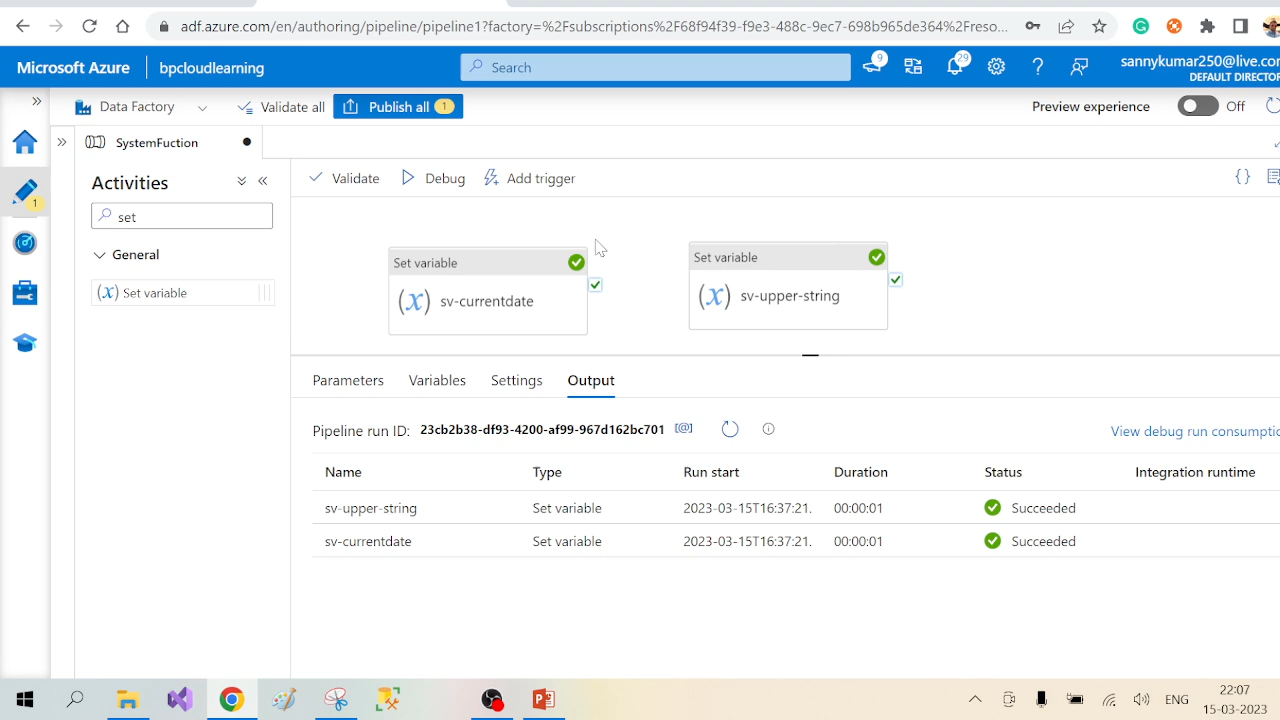 adf.azure.com/en/authoring/pipeline/pipeline1?factory=%2Fsubscriptions%2F68f94f39-f9e3-488c-9ec7-698b965de364%2Freso...
Microsoft Azure
bpcloudlearning
Search
9
29
sannykumar250@live.com
DEFAULT DIRECTOR
Data Factory
Validate all
Publish all
1
Preview experience
Off
SystemFuction
1
Activities
set
General
(x) Set variable
Validate
Debug
Add trigger
{}
Set variable
(x) sv-currentdate
Set variable
(x) sv-upper-string
Parameters
Variables
Settings
Output
Pipeline run ID: 23cb2b38-df93-4200-af99-967d162bc701 [@]
View debug run consumptic
Name Type Run start Duration Status Integration runtime
sv-upper-string Set variable 2023-03-15T16:37:21. 00:00:01 Succeeded
sv-currentdate Set variable 2023-03-15T16:37:21. 00:00:01 Succeeded
ENG
22:07
15-03-2023